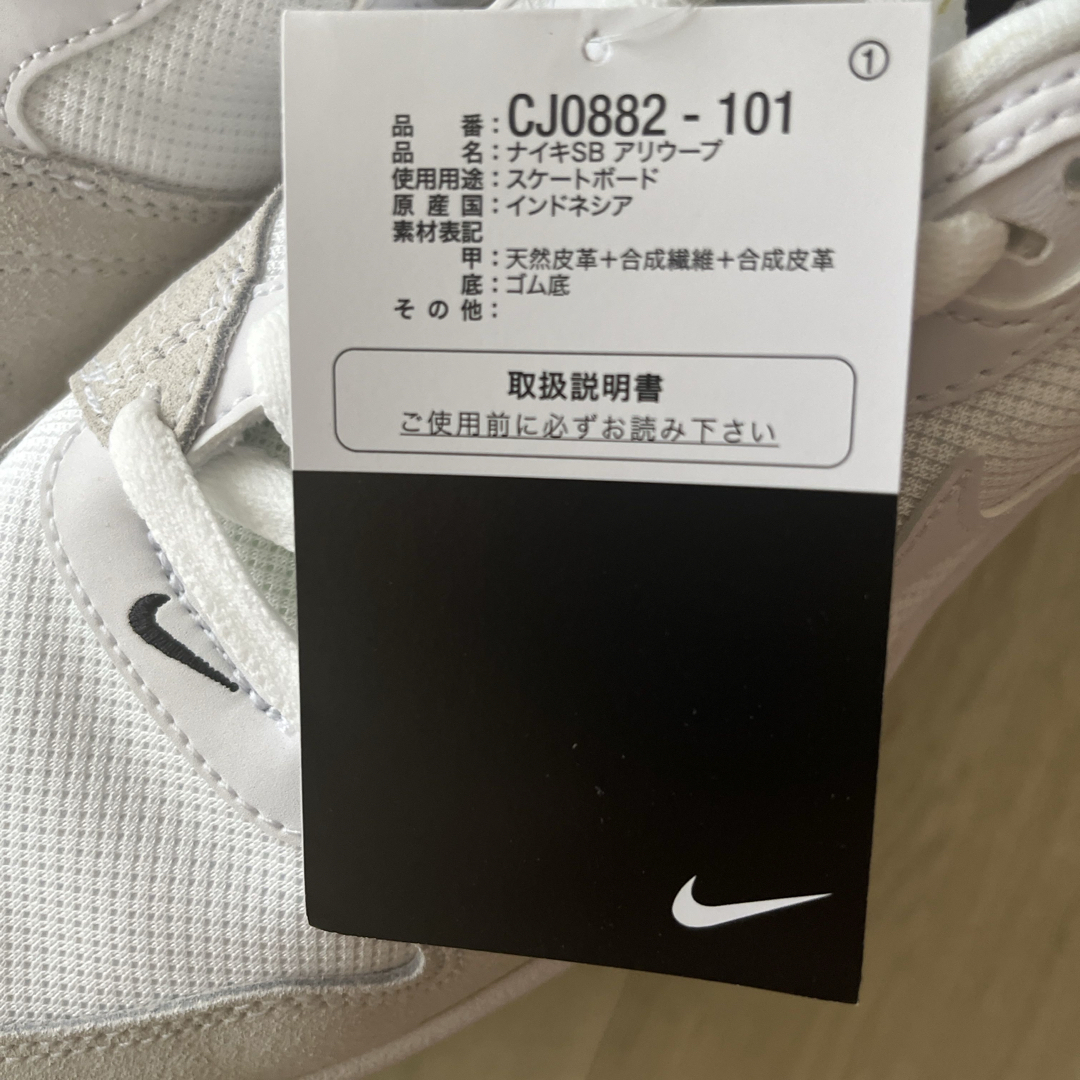 ①
品番：CJ0882 - 101
品名：ナイキSB アリウープ
使用用途：スケートボード
原産国：インドネシア
素材表記
甲：天然皮革＋合成繊維＋合成皮革
底：ゴム底
その他：
取扱説明書
ご使用前に必ずお読み下さい